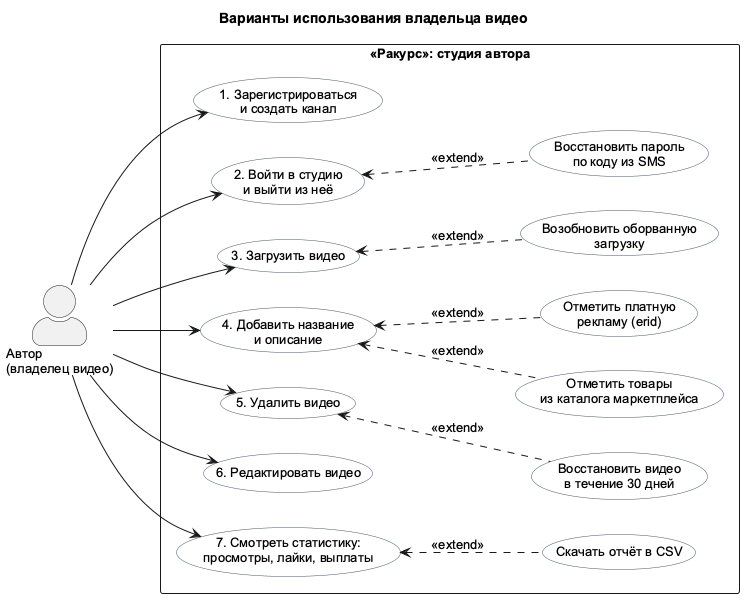 Варианты использования владельца видео
«Ракурс»: студия автора
1. Зарегистрироваться
и создать канал
2. Войти в студию
и выйти из неё
«extend»
Восстановить пароль
по коду из SMS
3. Загрузить видео
«extend»
Возобновить оборванную
загрузку
Автор
(владелец видео)
4. Добавить название
и описание
«extend»
Отметить платную
рекламу (erid)
«extend»
Отметить товары
из каталога маркетплейса
5. Удалить видео
«extend»
Восстановить видео
в течение 30 дней
6. Редактировать видео
7. Смотреть статистику:
просмотры, лайки, выплаты
«extend»
Скачать отчёт в CSV